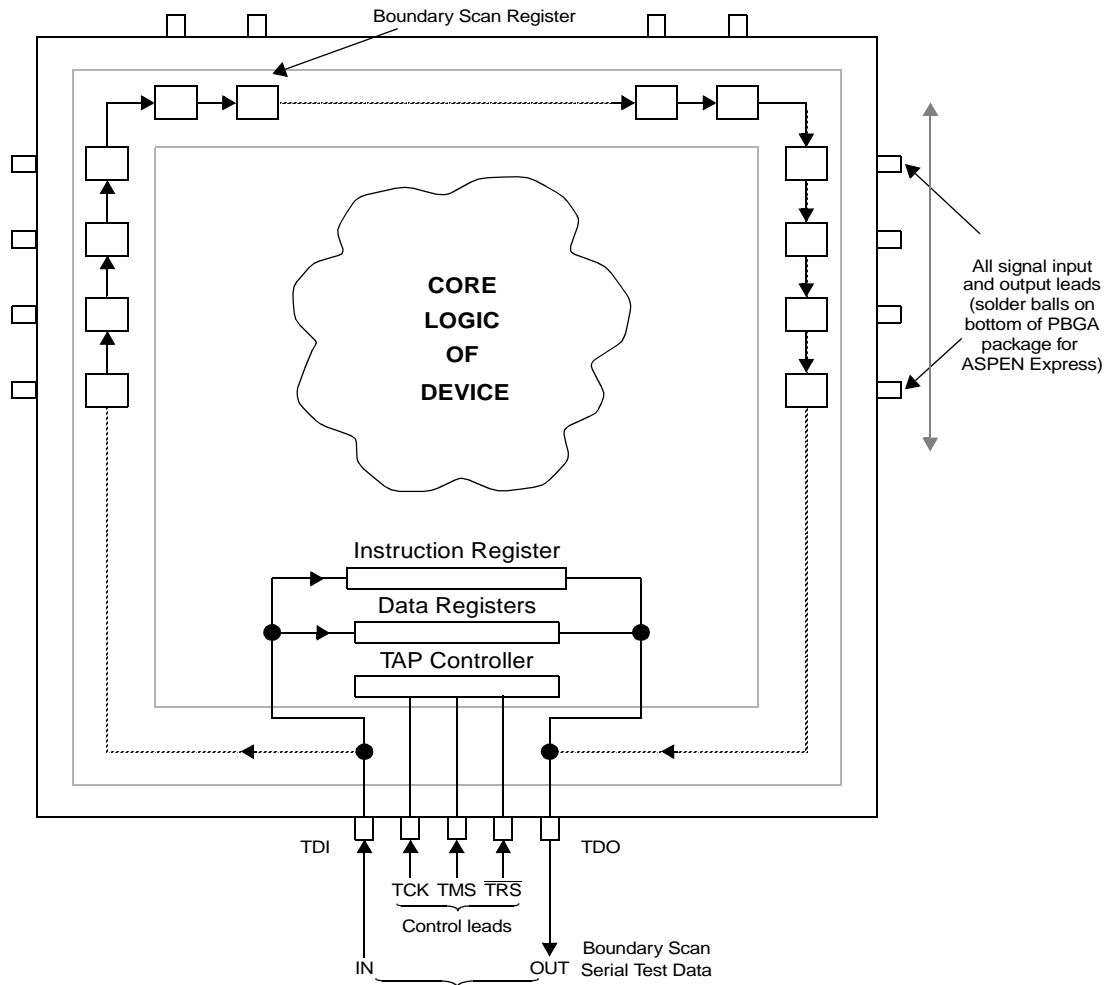 Boundary Scan Register
CORE
LOGIC
OF
DEVICE
All signal input
and output leads
(solder balls on
bottom of PBGA
package for
ASPEN Express)
Instruction Register
Data Registers
TAP Controller
TDI
TDO
TCK TMS TRS
Control leads
IN
OUT
Boundary Scan
Serial Test Data